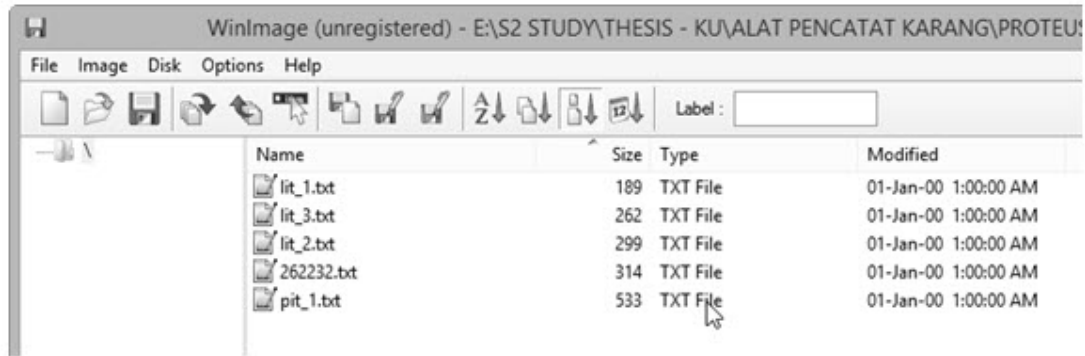 WinImage (unregistered) - E:\S2 STUDY\THESIS - KU\ALAT PENCATAT KARANG\PROTEUS
File Image Disk Options Help
Label :
\
Name Size Type Modified
lit_1.txt 189 TXT File 01-Jan-00 1:00:00 AM
lit_3.txt 262 TXT File 01-Jan-00 1:00:00 AM
lit_2.txt 299 TXT File 01-Jan-00 1:00:00 AM
262232.txt 314 TXT File 01-Jan-00 1:00:00 AM
pit_1.txt 533 TXT File 01-Jan-00 1:00:00 AM